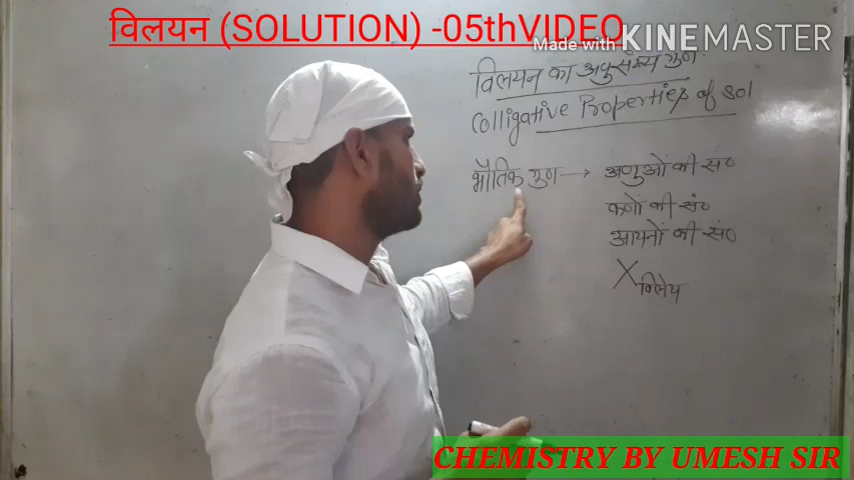 विलयन (SOLUTION) -05thVIDEO
Made with KINEMASTER
विलयन का अणुसंख्य गुण
Colligative Properties of sol
भौतिक गुण → अणुओं की सं०
कणों की सं०
आयनों की सं०
X विलेय
CHEMISTRY BY UMESH SIR